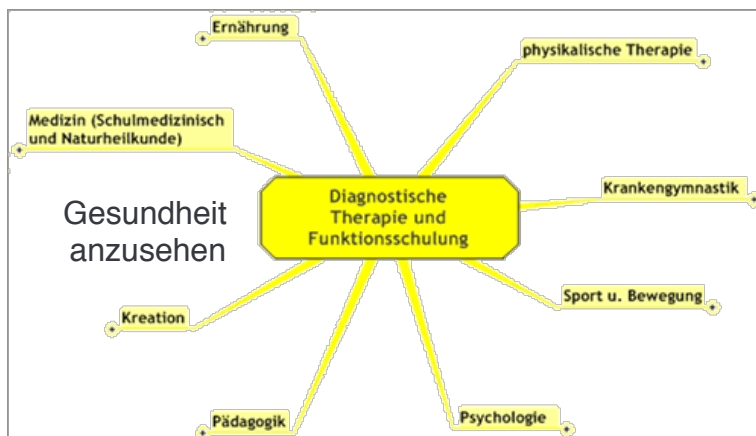 Ernährung
physikalische Therapie
Medizin (Schulmedizinisch
und Naturheilkunde)
Diagnostische
Therapie und
Funktionsschulung
Krankengymnastik
Gesundheit
anzusehen
Sport u. Bewegung
Kreation
Pädagogik
Psychologie